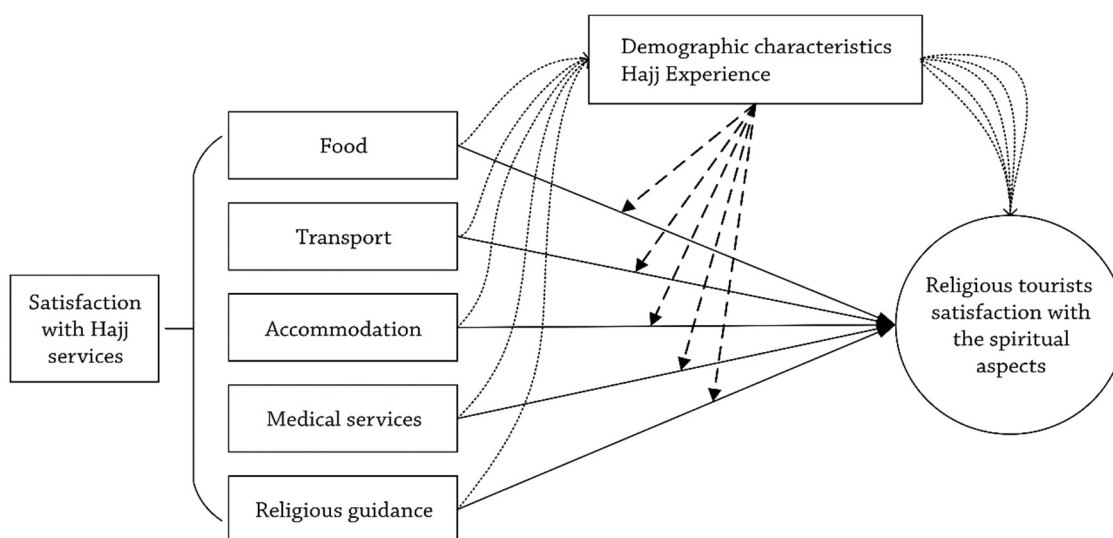 Demographic characteristics
Hajj Experience
Food
Transport
Satisfaction
with Hajj
services
Accommodation
Religious tourists
satisfaction with
the spiritual
aspects
Medical services
Religious guidance